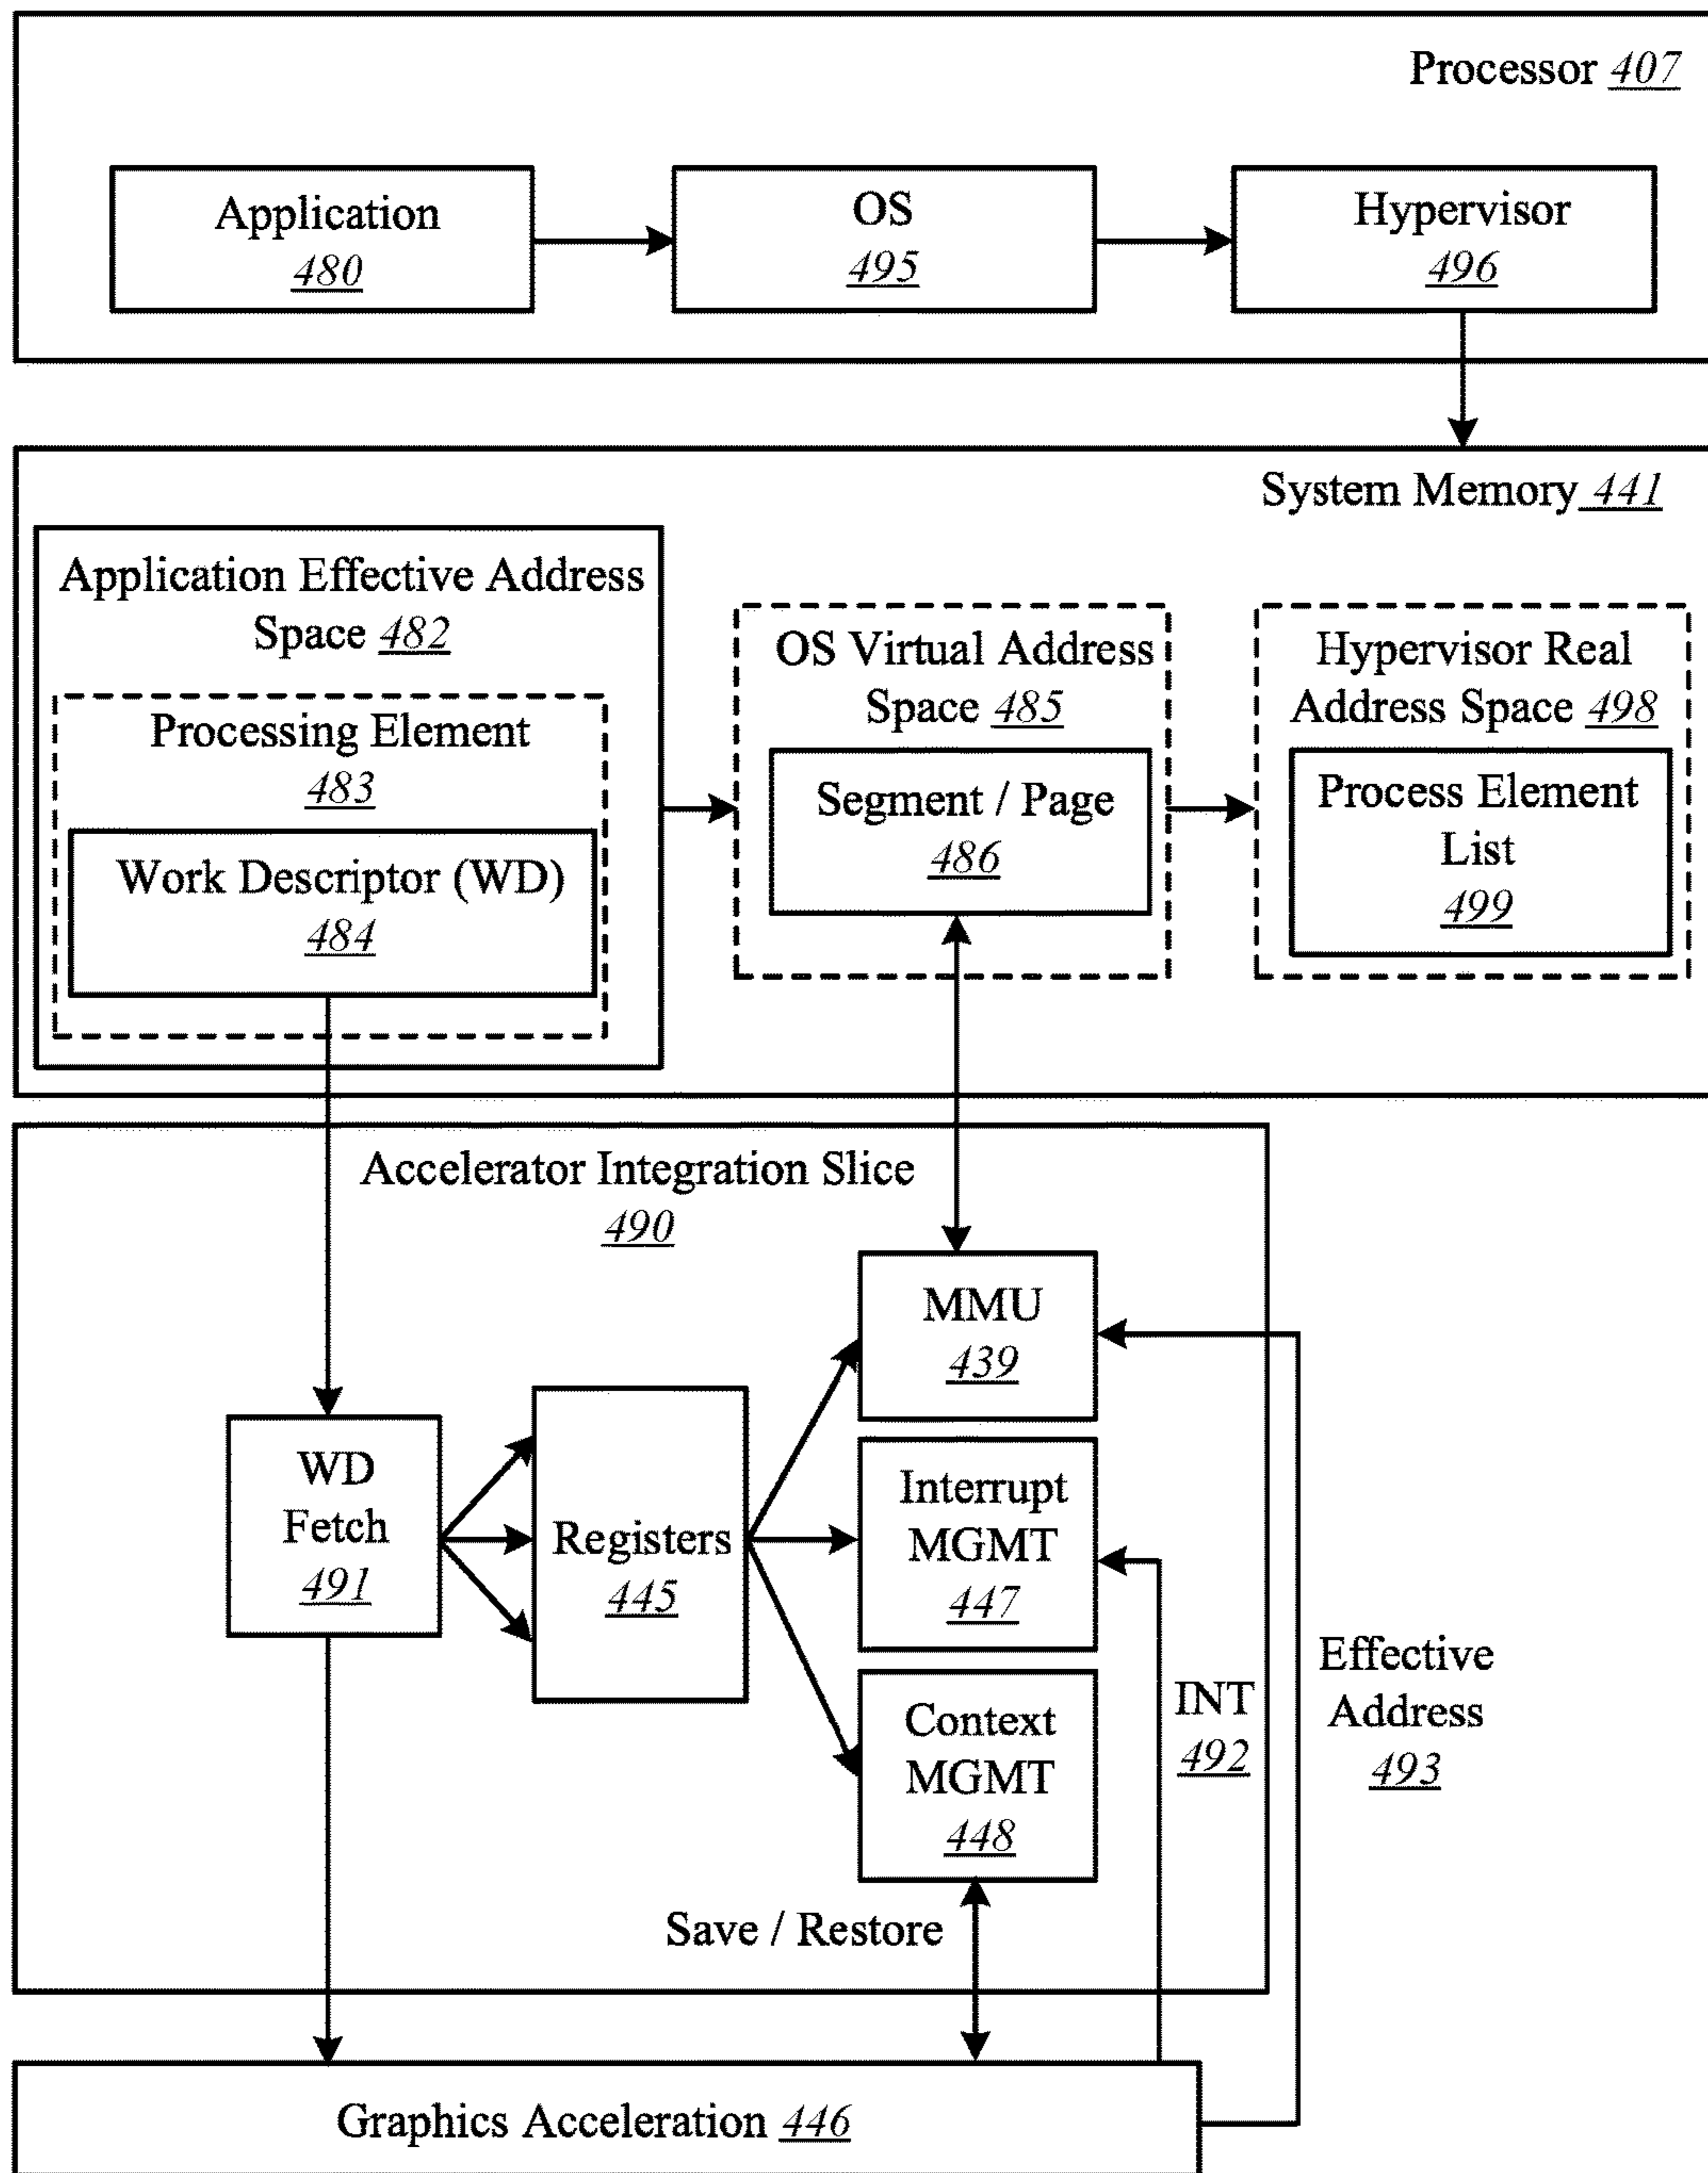 Processor 407
Application
480
OS
495
Hypervisor
496
System Memory 441
Application Effective Address
Space 482
Processing Element
483
Work Descriptor (WD)
484
OS Virtual Address
Space 485
Segment / Page
486
Hypervisor Real
Address Space 498
Process Element
List
499
Accelerator Integration Slice
490
MMU
439
WD
Fetch
491
Registers
445
Interrupt
MGMT
447
Context
MGMT
448
INT
492
Effective
Address
493
Save / Restore
Graphics Acceleration 446